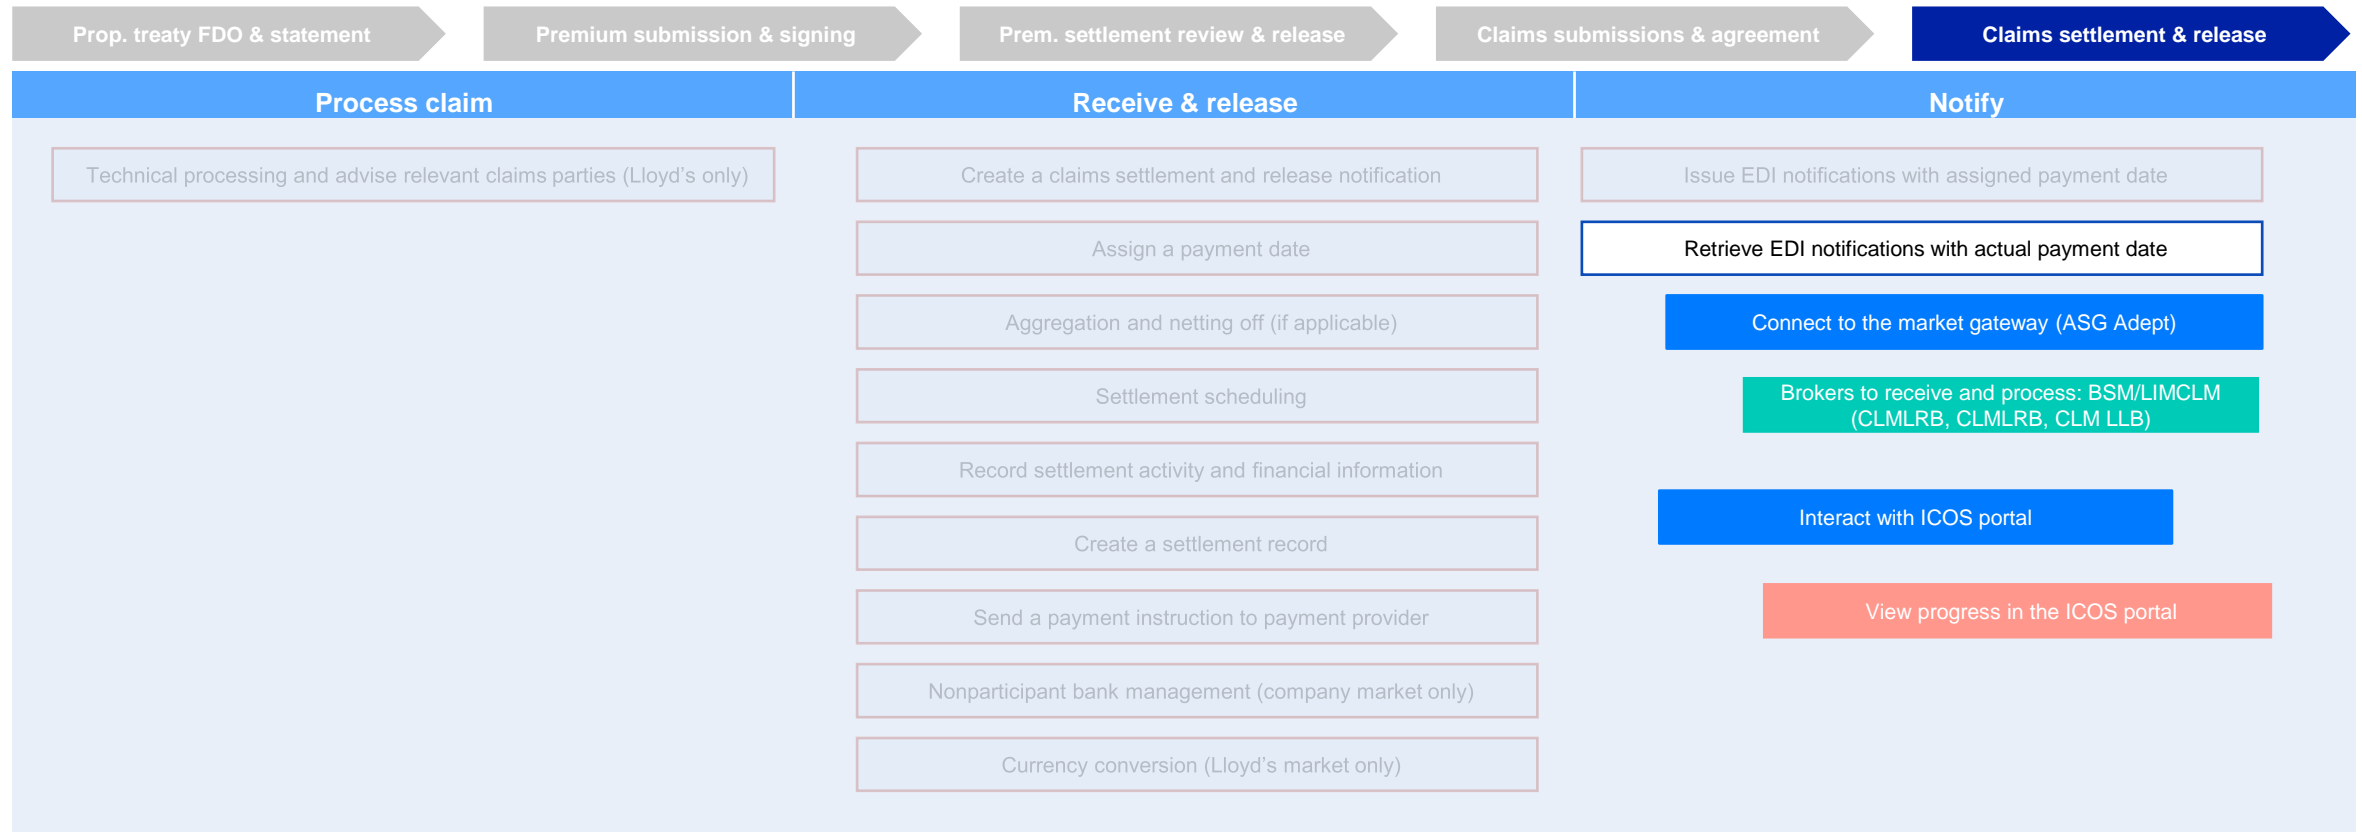 Prop. treaty FDO & statement
Premium submission & signing
Prem. settlement review & release
Claims submissions & agreement
Claims settlement & release
Process claim
Receive & release
Notify
Technical processing and advise relevant claims parties (Lloyd's only)
Create a claims settlement and release notification
Assign a payment date
Aggregation and netting off (if applicable)
Settlement scheduling
Record settlement activity and financial information
Create a settlement record
Send a payment instruction to payment provider
Nonparticipant bank management (company market only)
Currency conversion (Lloyd's market only)
Issue EDI notifications with assigned payment date
Retrieve EDI notifications with actual payment date
Connect to the market gateway (ASG Adept)
Brokers to receive and process: BSM/LIMCLM
(CLMLRB, CLMLRB, CLM LLB)
Interact with ICOS portal
View progress in the ICOS portal